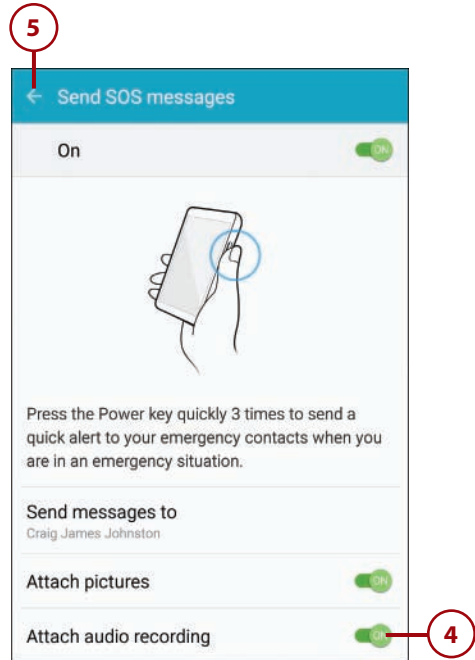 5
Send SOS messages
On
ON
Press the Power key quickly 3 times to send a
quick alert to your emergency contacts when you
are in an emergency situation.
Send messages to
Craig James Johnston
Attach pictures
ON
Attach audio recording
ON
4